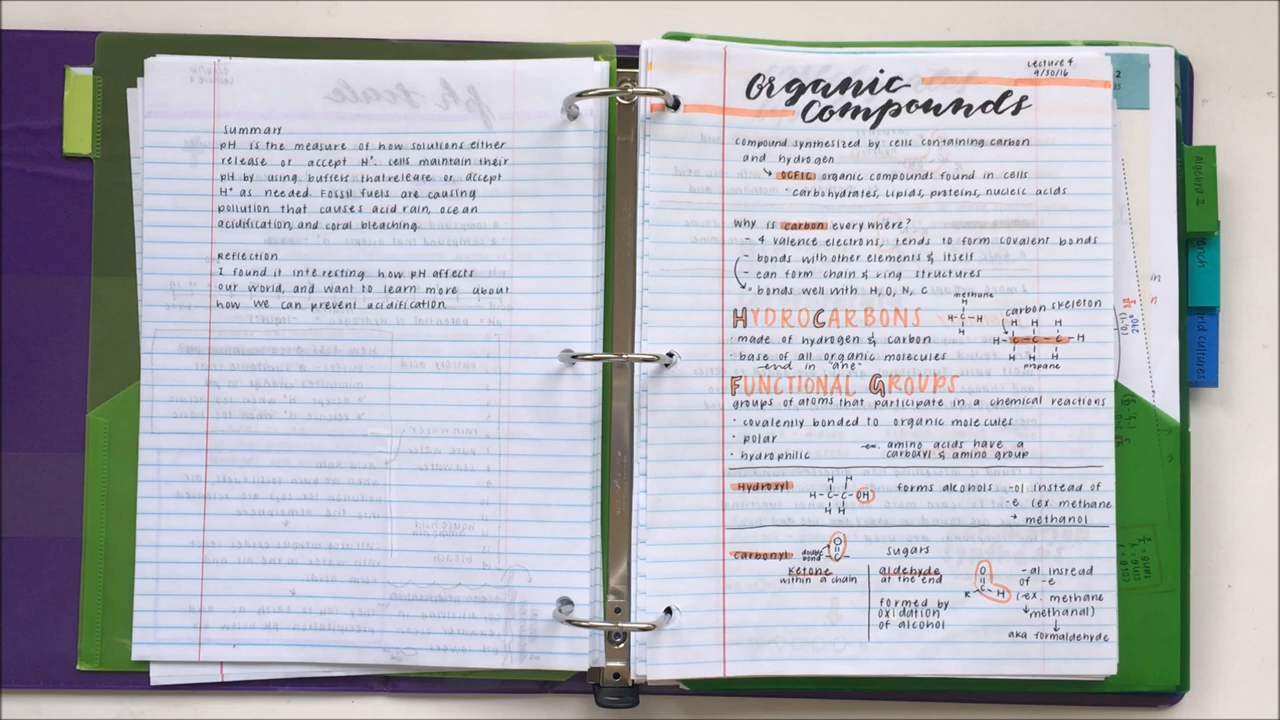 Summary
pH is the measure of how solutions either
release or accept H⁺. cells maintain their
pH by using buffers that release or accept
H⁺ as needed. Fossil fuels are causing
pollution that causes acid rain, ocean
acidification, and coral bleaching.
Reflection
I found it interesting how pH affects
our world, and want to learn more about
how we can prevent acidification.
Lecture 4
9/30/16
Organic
Compounds
compound synthesized by cells containing carbon
and hydrogen
↳ OCFIC: organic compounds found in cells
· carbohydrates, lipids, proteins, nucleic acids
why is carbon everywhere?
- 4 valence electrons, tends to form covalent bonds
- bonds with other elements & itself
- can form chain & ring structures
· bonds well with H, O, N, C
HYDROCARBONS
· made of hydrogen & carbon
· base of all organic molecules
- end in "ane"
methane
H
H-C-H
H
carbon skeleton
H H H
H-C-C-C-H
H H H
propane
FUNCTIONAL GROUPS
groups of atoms that participate in a chemical reactions
· covalently bonded to organic molecules
· polar
· hydrophilic
ex. amino acids have a
carboxyl & amino group
Hydroxyl
H H
H-C-C-OH
H H
forms alcohols
-ol instead of
-e (ex. methane
→ methanol
Carbonyl
double
bond
O
C
sugars
ketone
within a chain
aldehyde
at the end
formed by
oxidation
of alcohol
O
R C H
-al instead
of -e
(ex. methane
↓ methanal)
↓
aka formaldehyde
2
Algebra II
ench
rld cultures